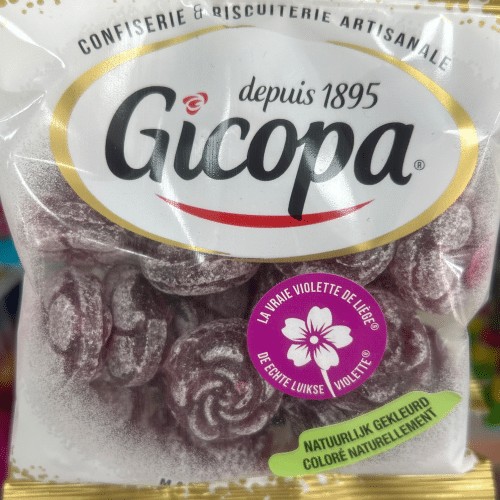 CONFISERIE & BISCUITERIE ARTISANALE
depuis 1895
Gicopa®
LA VRAIE VIOLETTE DE LIÈGE®
DE ECHTE LUIKSE VIOLETTE®
NATUURLIJK GEKLEURD
COLORÉ NATURELLEMENT